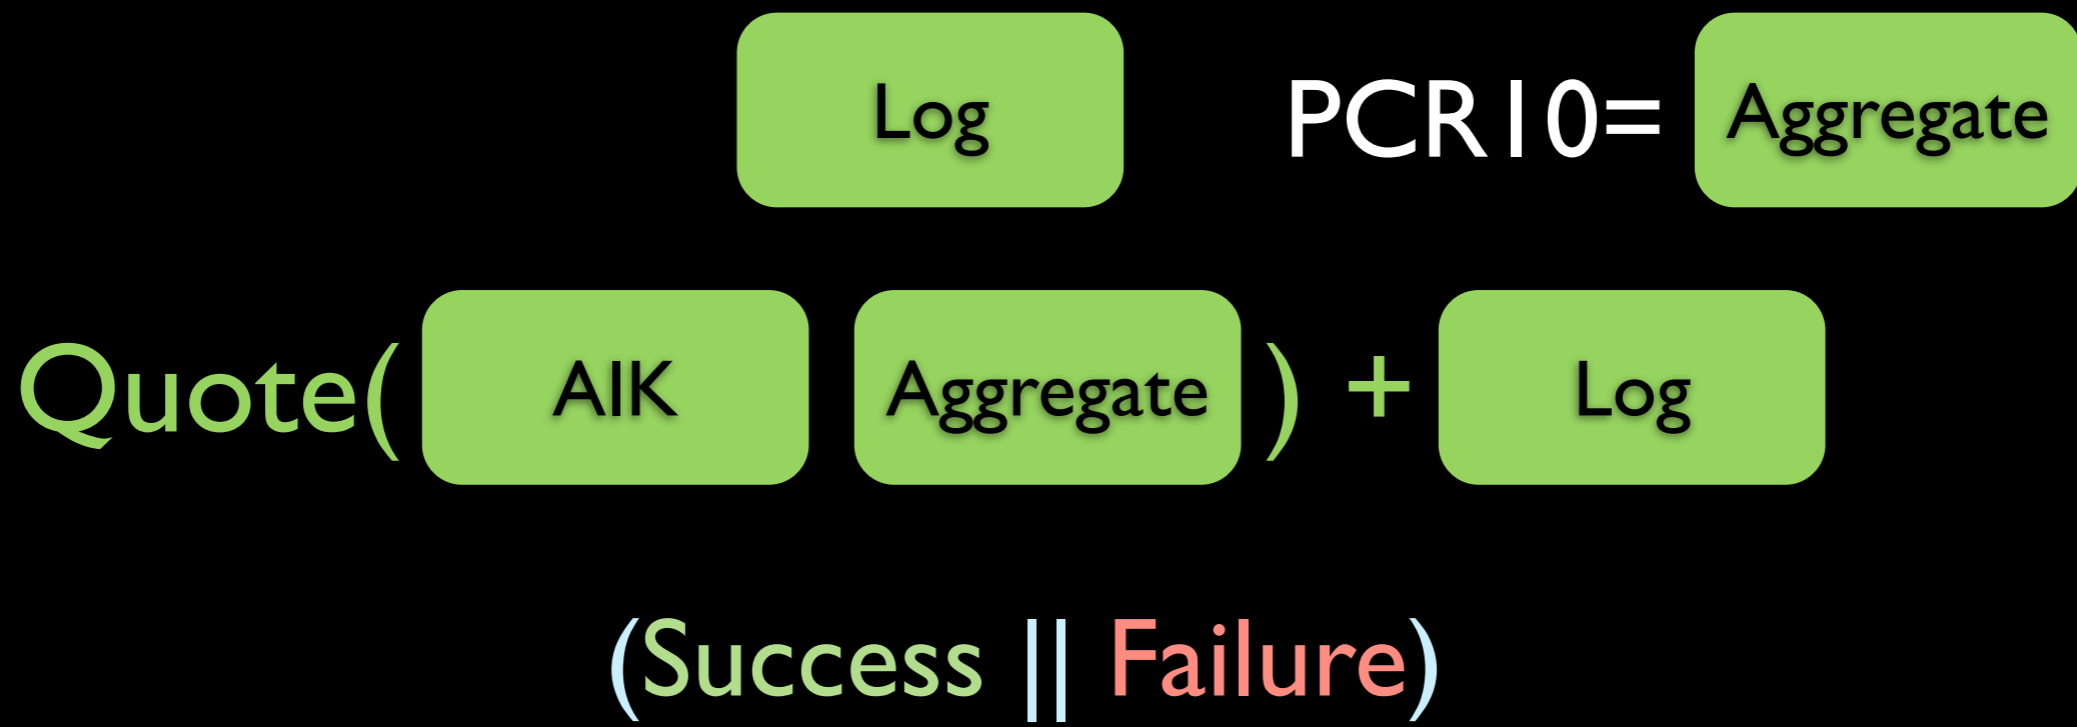 Log PCR10= Aggregate
Quote( AIK Aggregate ) + Log
(Success || Failure)